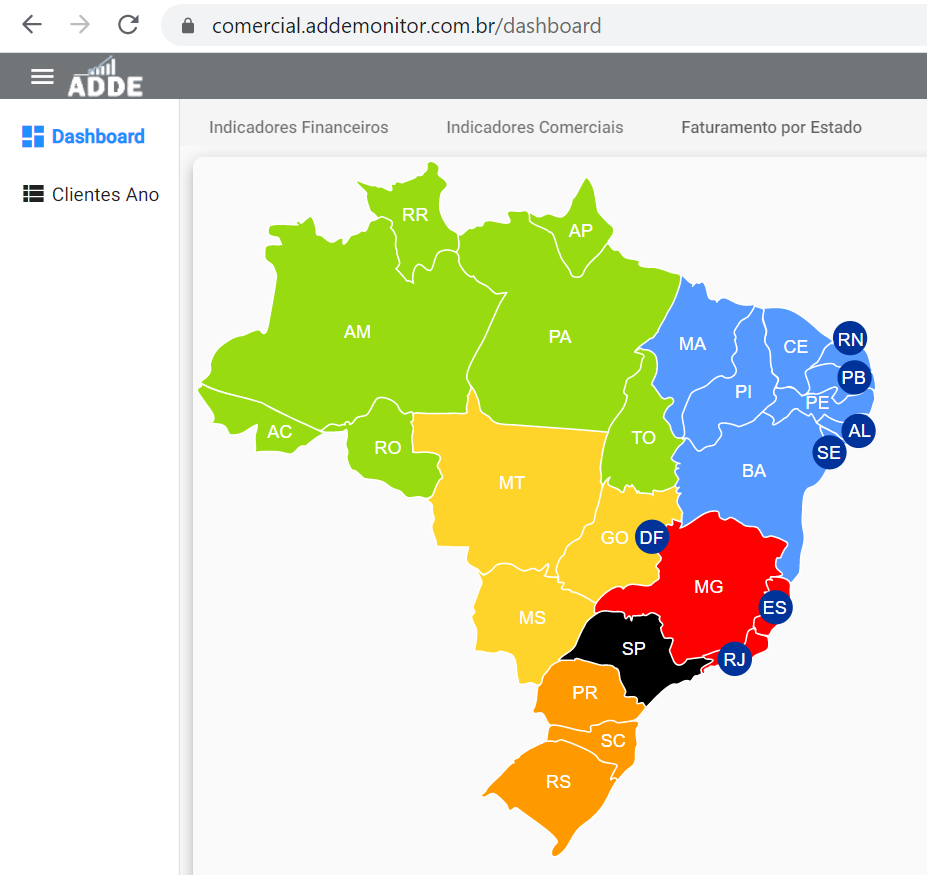 comercial.addemonitor.com.br/dashboard
ADDE
Dashboard
Clientes Ano
Indicadores Financeiros
Indicadores Comerciais
Faturamento por Estado
RR
AP
AM
PA
MA
CE
RN
PB
PI
PE
AC
RO
TO
AL
SE
BA
MT
GO
DF
MG
ES
MS
SP
RJ
PR
SC
RS